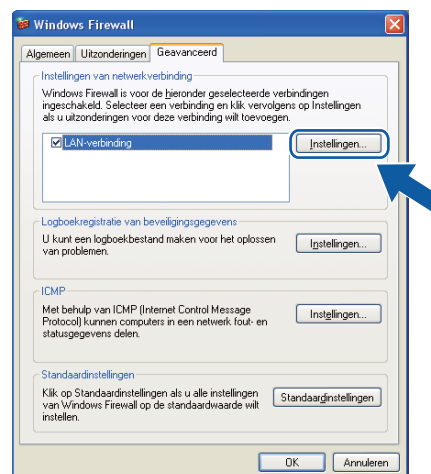 Windows Firewall
Algemeen Uitzonderingen Geavanceerd
Instellingen van netwerkverbinding
Windows Firewall is voor de hieronder geselecteerde verbindingen
ingeschakeld. Selecteer een verbinding en klik vervolgens op Instellingen
als u uitzonderingen voor deze verbinding wilt toevoegen.
LAN-verbinding
Instellingen...
Logboekregistratie van beveiligingsgegevens
U kunt een logboekbestand maken voor het oplossen
van problemen.
Instellingen...
ICMP
Met behulp van ICMP (Internet Control Message
Protocol) kunnen computers in een netwerk fout- en
statusgegevens delen.
Instellingen...
Standaardinstellingen
Klik op Standaardinstellingen als u alle instellingen
van Windows Firewall op de standaardwaarde wilt
instellen.
Standaardinstellingen
OK Annuleren